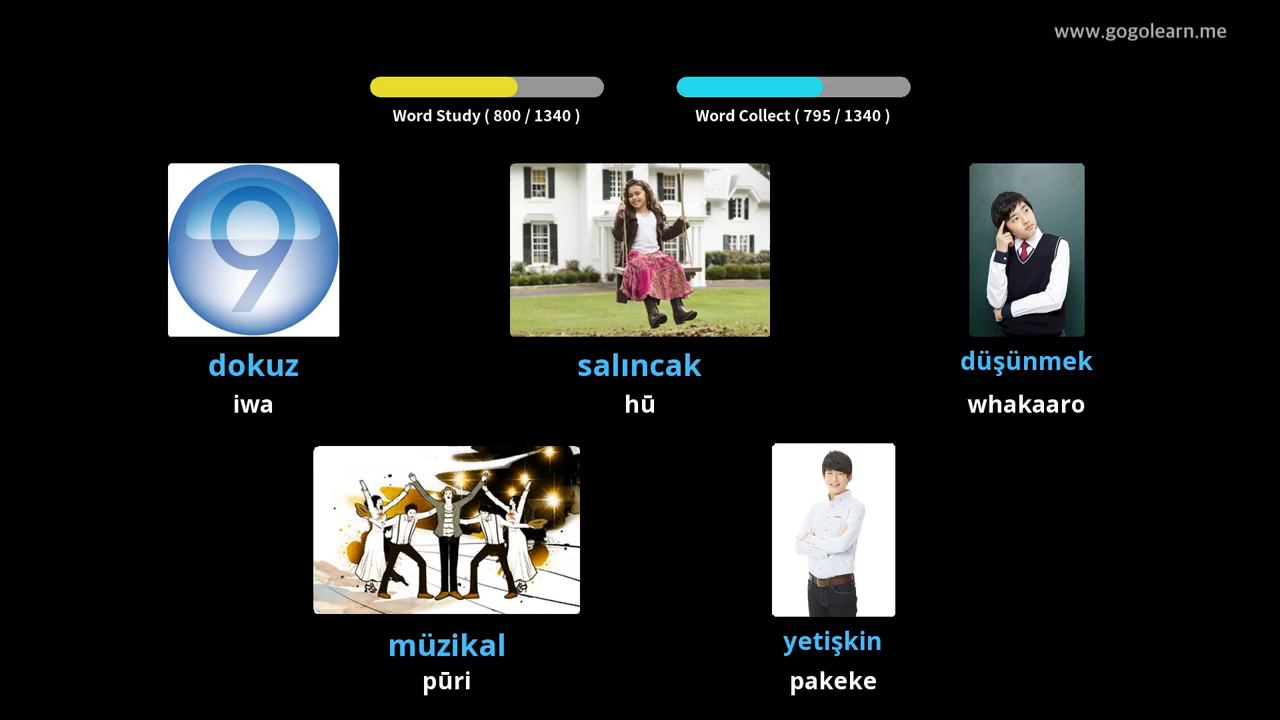 www.gogolearn.me
Word Study ( 800 / 1340 )
Word Collect ( 795 / 1340 )
9
dokuz
iwa
salıncak
hū
düşünmek
whakaaro
müzikal
pūri
yetişkin
pakeke